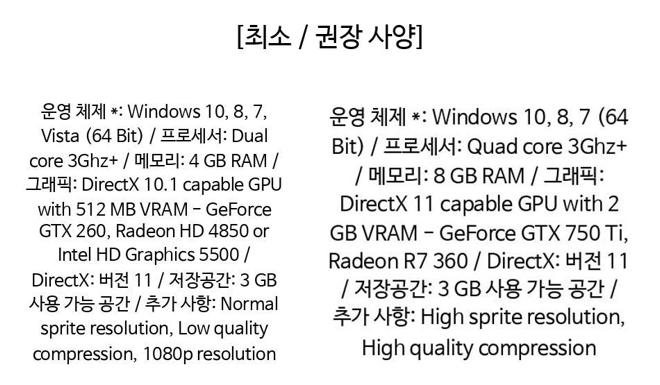 [최소 / 권장 사양]
운영 체제 *: Windows 10, 8, 7,
Vista (64 Bit) / 프로세서: Dual
core 3Ghz+ / 메모리: 4 GB RAM /
그래픽: DirectX 10.1 capable GPU
with 512 MB VRAM - GeForce
GTX 260, Radeon HD 4850 or
Intel HD Graphics 5500 /
DirectX: 버전 11 / 저장공간: 3 GB
사용 가능 공간 / 추가 사항: Normal
sprite resolution, Low quality
compression, 1080p resolution
운영 체제 *: Windows 10, 8, 7 (64
Bit) / 프로세서: Quad core 3Ghz+
/ 메모리: 8 GB RAM / 그래픽:
DirectX 11 capable GPU with 2
GB VRAM - GeForce GTX 750 Ti,
Radeon R7 360 / DirectX: 버전 11
/ 저장공간: 3 GB 사용 가능 공간 /
추가 사항: High sprite resolution,
High quality compression